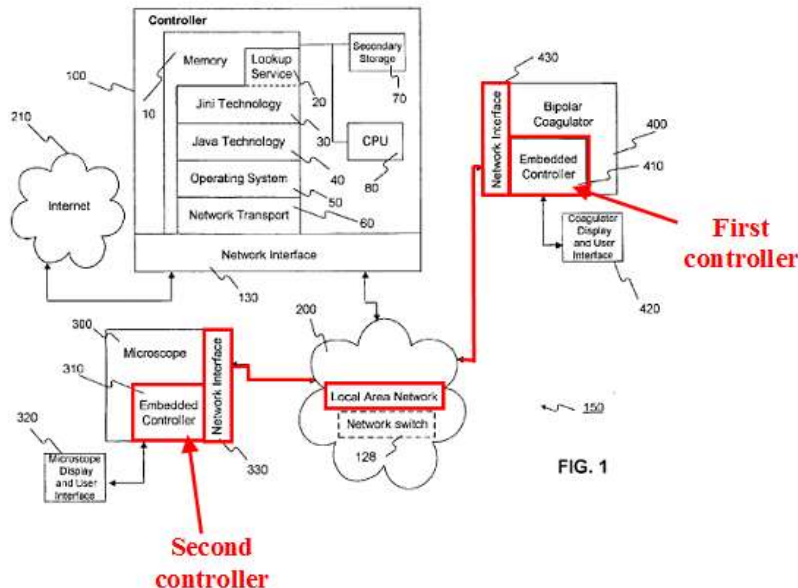 Controller
100
10
Memory
Lookup
Service
20
Secondary
Storage
70
Jini Technology
30
Java Technology
40
CPU
80
Operating System
50
Network Transport
60
Network Interface
130
210
Internet
430
Network Interface
Bipolar
Coagulator
400
Embedded
Controller
410
Coagulator
Display
and User
Interface
420
First
controller
300
Microscope
310
Embedded
Controller
Network Interface
330
320
Microscope
Display
and User
Interface
Second
controller
200
Local Area Network
Network switch
128
150
FIG. 1